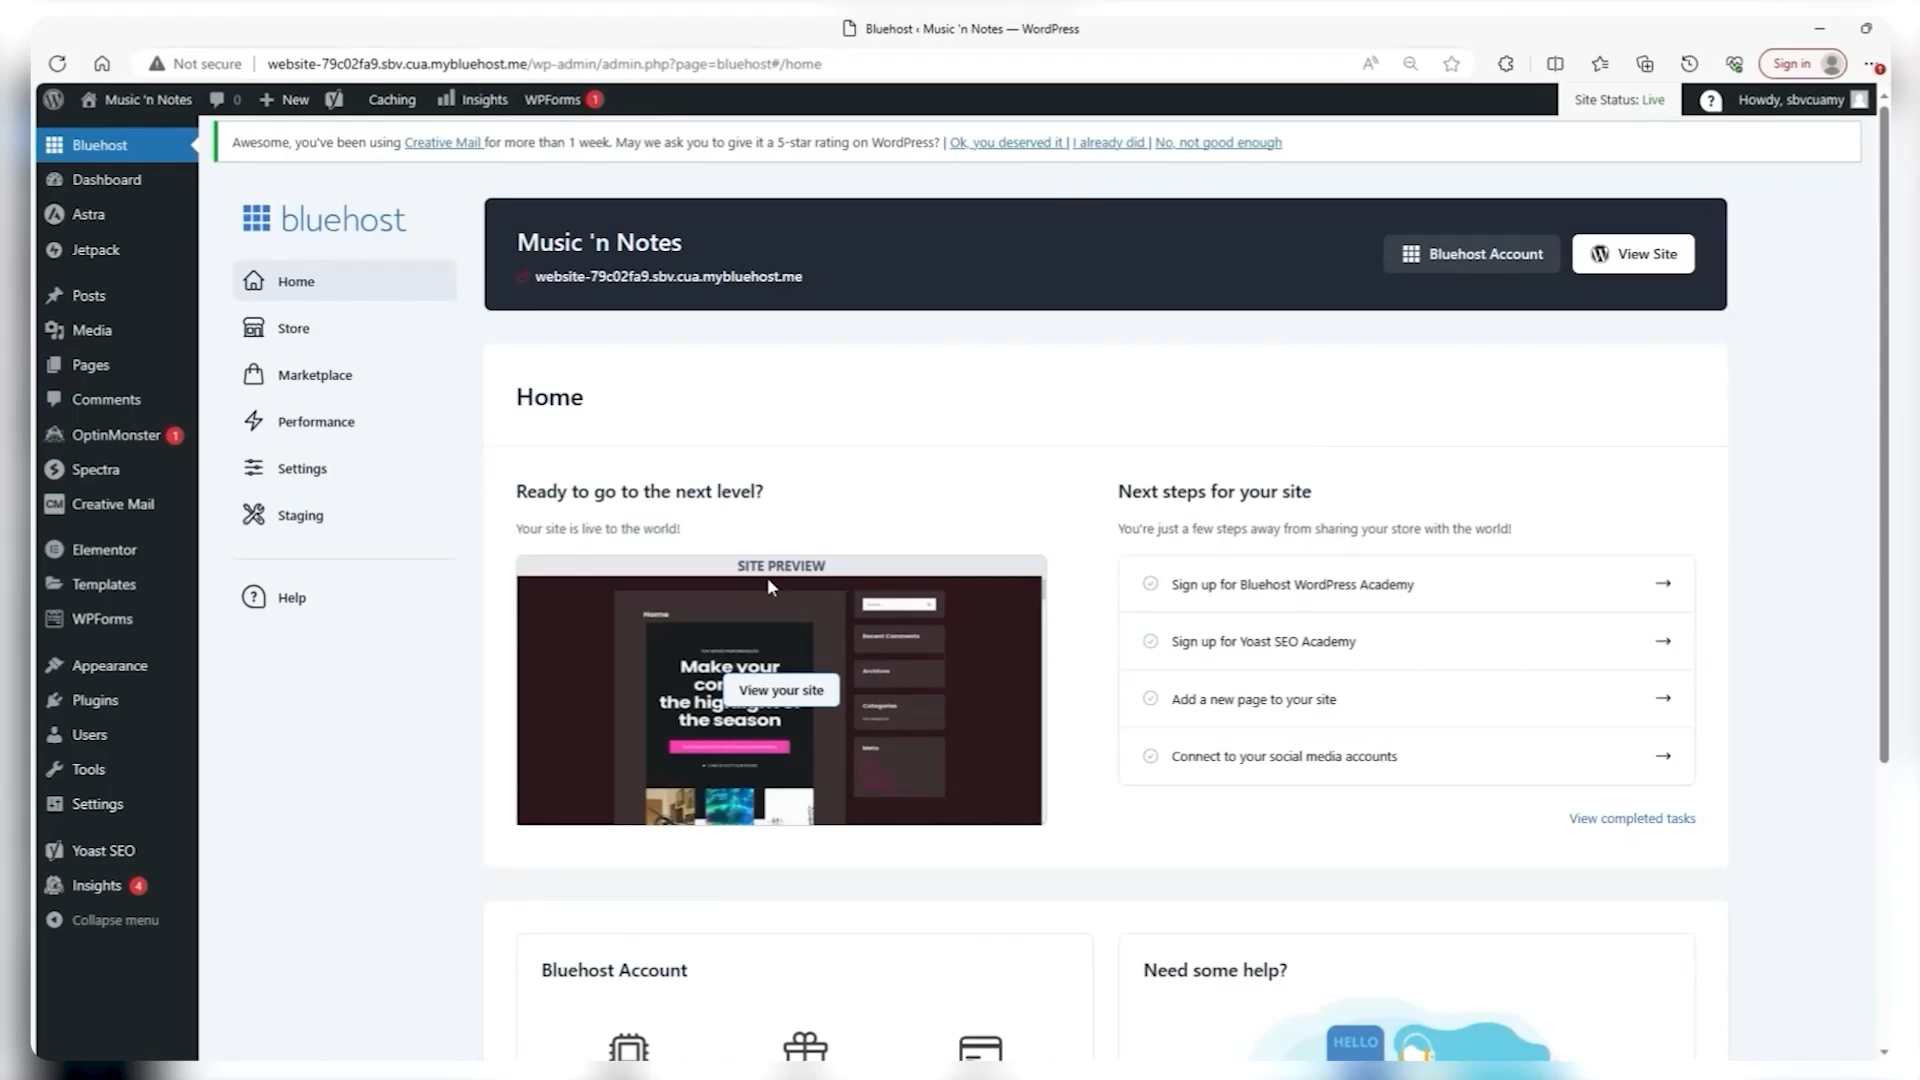 Bluehost ‹ Music 'n Notes — WordPress
Not secure website-79c02fa9.sbv.cua.mybluehost.me/wp-admin/admin.php?page=bluehost#/home
Sign in
Music 'n Notes 0 New Caching Insights WPForms 1 Site Status: Live Howdy, sbvcuamy
Awesome, you've been using Creative Mail for more than 1 week. May we ask you to give it a 5-star rating on WordPress? | Ok, you deserved it | I already did | No, not good enough
Bluehost
Dashboard
Astra
Jetpack
Posts
Media
Pages
Comments
OptinMonster 1
Spectra
CM Creative Mail
Elementor
Templates
WPForms
Appearance
Plugins
Users
Tools
Settings
Yoast SEO
Insights 4
Collapse menu
bluehost
Home
Store
Marketplace
Performance
Settings
Staging
Help
Music 'n Notes
website-79c02fa9.sbv.cua.mybluehost.me
Bluehost Account
View Site
Home
Ready to go to the next level?
Your site is live to the world!
SITE PREVIEW
Home
Make your
the season
View your site
Recent Comments
Archives
Categories
Meta
Next steps for your site
You're just a few steps away from sharing your store with the world!
Sign up for Bluehost WordPress Academy
Sign up for Yoast SEO Academy
Add a new page to your site
Connect to your social media accounts
View completed tasks
Bluehost Account
Need some help?
HELLO